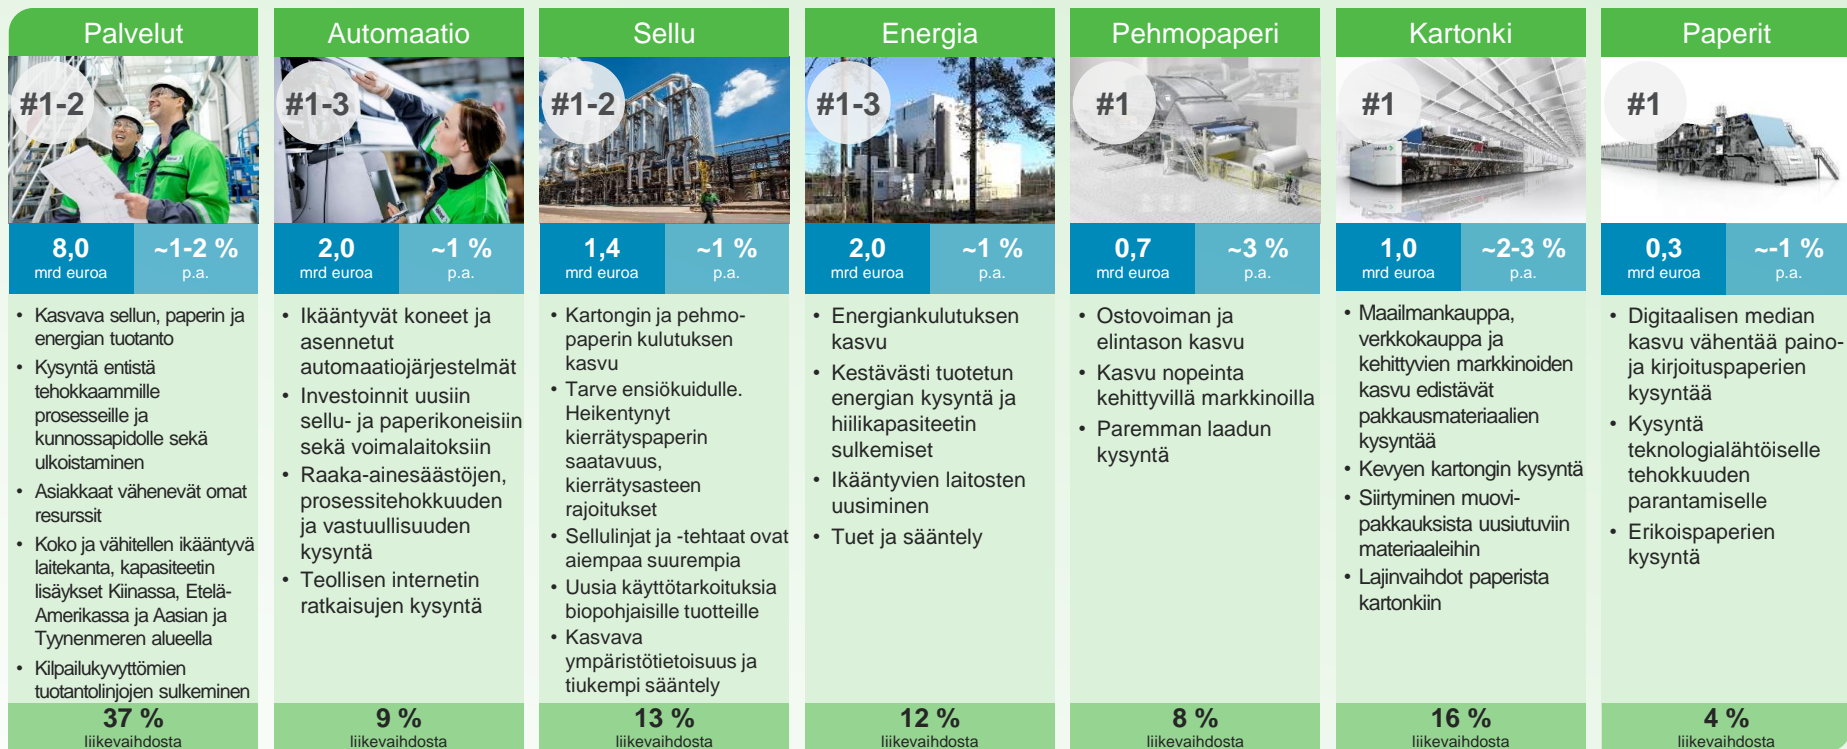 Palvelut
#1-2
8,0
mrd euroa
~1-2 %
p.a.
• Kasvava sellun, paperin ja
energian tuotanto
• Kysyntä entistä
tehokkaammille
prosesseille ja
kunnossapidolle sekä
ulkoistaminen
• Asiakkaat vähenevät omat
resurssit
• Koko ja vähitellen ikääntyvä
laitekanta, kapasiteetin
lisäykset Kiinassa, Etelä-
Amerikassa ja Aasian ja
Tyynenmeren alueella
• Kilpailukyvyttömien
tuotantolinjojen sulkeminen
37 %
liikevaihdosta
Automaatio
#1-3
2,0
mrd euroa
~1 %
p.a.
• Ikääntyvät koneet ja
asennetut
automaatiojärjestelmät
• Investoinnit uusiin
sellu- ja paperikoneisiin
sekä voimalaitoksiin
• Raaka-ainesäästöjen,
prosessitehokkuuden
ja vastuullisuuden
kysyntä
• Teollisen internetin
ratkaisujen kysyntä
9 %
liikevaihdosta
Sellu
#1-2
1,4
mrd euroa
~1 %
p.a.
• Kartongin ja pehmo-
paperin kulutuksen
kasvu
• Tarve ensiökuidulle.
Heikentynyt
kierrätyspaperin
saatavuus,
kierrätysasteen
rajoitukset
• Sellulinjat ja -tehtaat ovat
aiempaa suurempia
• Uusia käyttötarkoituksia
biopohjaisille tuotteille
• Kasvava
ympäristötietoisuus ja
tiukempi sääntely
13 %
liikevaihdosta
Energia
#1-3
2,0
mrd euroa
~1 %
p.a.
• Energiankulutuksen
kasvu
• Kestävästi tuotetun
energian kysyntä ja
hiilikapasiteetin
sulkemiset
• Ikääntyvien laitosten
uusiminen
• Tuet ja sääntely
12 %
liikevaihdosta
Pehmopaperi
#1
0,7
mrd euroa
~3 %
p.a.
• Ostovoiman ja
elintason kasvu
• Kasvu nopeinta
kehittyvillä markkinoilla
• Paremman laadun
kysyntä
8 %
liikevaihdosta
Kartonki
#1
1,0
mrd euroa
~2-3 %
p.a.
• Maailmankauppa,
verkkokauppa ja
kehittyvien markkinoiden
kasvu edistävät
pakkausmateriaalien
kysyntää
• Kevyen kartongin kysyntä
• Siirtyminen muovi-
pakkauksista uusiutuviin
materiaaleihin
• Lajinvaihdot paperista
kartonkiin
16 %
liikevaihdosta
Paperit
#1
0,3
mrd euroa
~-1 %
p.a.
• Digitaalisen median
kasvu vähentää paino-
ja kirjoituspaperien
kysyntää
• Kysyntä
teknologialähtöiselle
tehokkuuden
parantamiselle
• Erikoispaperien
kysyntä
4 %
liikevaihdosta